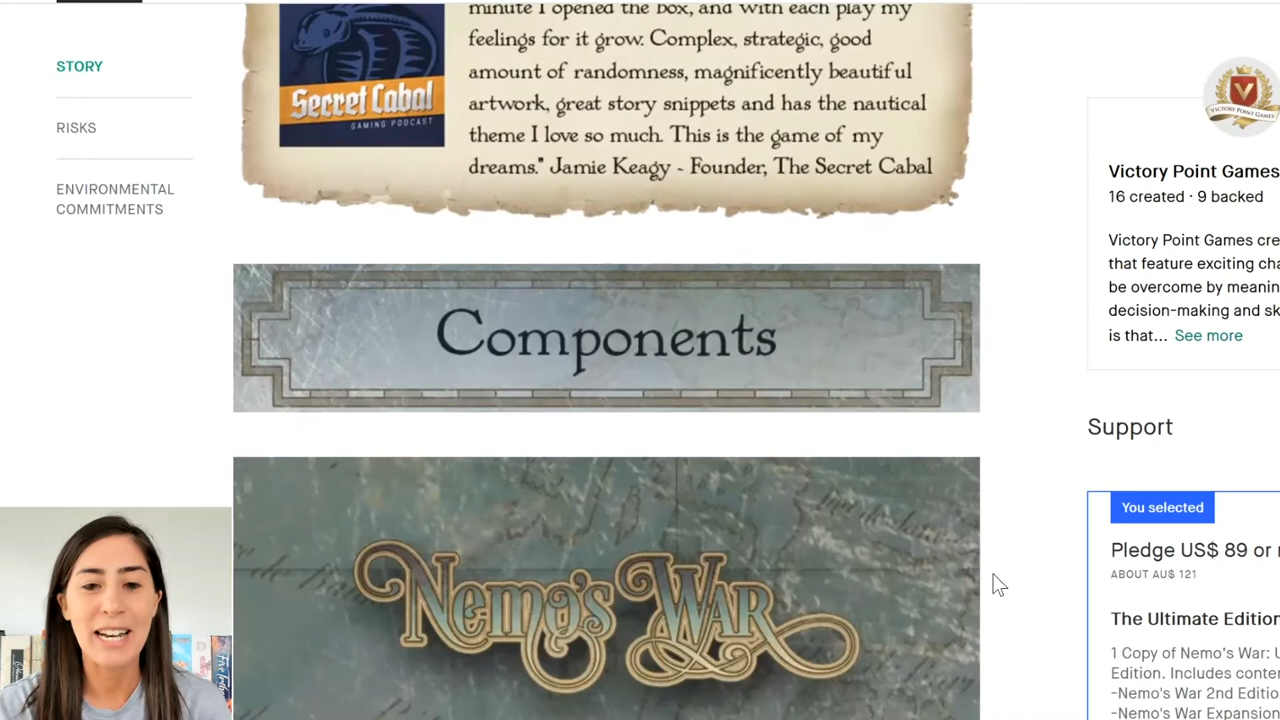 STORY
RISKS
ENVIRONMENTAL
COMMITMENTS
Secret Cabal
GAMING PODCAST
minute I opened the box, and with each play my
feelings for it grow. Complex, strategic, good
amount of randomness, magnificently beautiful
artwork, great story snippets and has the nautical
theme I love so much. This is the game of my
dreams." Jamie Keagy - Founder, The Secret Cabal
Components
Nemo's War
V
VICTORY POINT GAMES
Victory Point Games
16 created · 9 backed
Victory Point Games cre
that feature exciting cha
be overcome by meanin
decision-making and sk
is that... See more
Support
You selected
Pledge US$ 89 or
ABOUT AU$ 121
The Ultimate Edition
1 Copy of Nemo's War: U
Edition. Includes conter
-Nemo's War 2nd Editio
-Nemo's War Expansion